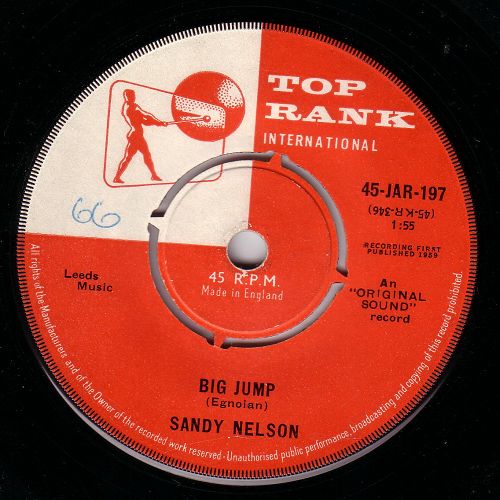 TOP
RANK
INTERNATIONAL
45-JAR-197
(45-K-346)
1:55
RECORDING FIRST
PUBLISHED 1959
66
Leeds
Music
An
"ORIGINAL
SOUND"
record
45 R.P.M.
Made in England
BIG JUMP
(Egnoian)
SANDY NELSON
All rights of the Manufacturers and of the Owner of the recorded work reserved - Unauthorised public performance, broadcasting and copying of this record prohibited.